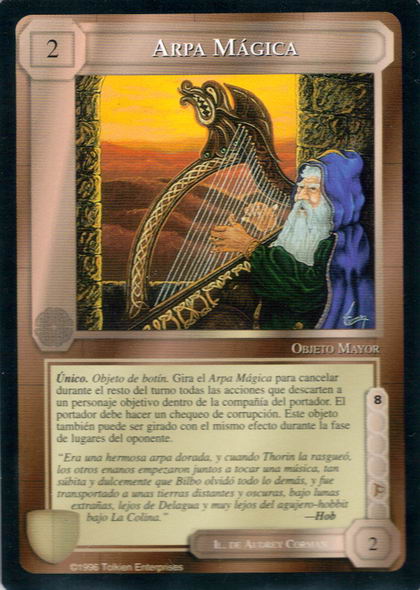 2
ARPA MÁGICA
OBJETO MAYOR
Único. Objeto de botín. Gira el Arpa Mágica para cancelar
durante el resto del turno todas las acciones que descarten a
un personaje objetivo dentro de la compañía del portador. El
portador debe hacer un chequeo de corrupción. Este objeto
también puede ser girado con el mismo efecto durante la fase
de lugares del oponente.
"Era una hermosa arpa dorada, y cuando Thorin la rasgueó,
los otros enanos empezaron juntos a tocar una música, tan
súbita y dulcemente que Bilbo olvidó todo lo demás, y fue
transportado a unas tierras distantes y oscuras, bajo lunas
extrañas, lejos de Delagua y muy lejos del agujero-hobbit
bajo La Colina." —Hob
8
IL. DE AUDREY CORMAN
2
©1996 Tolkien Enterprises